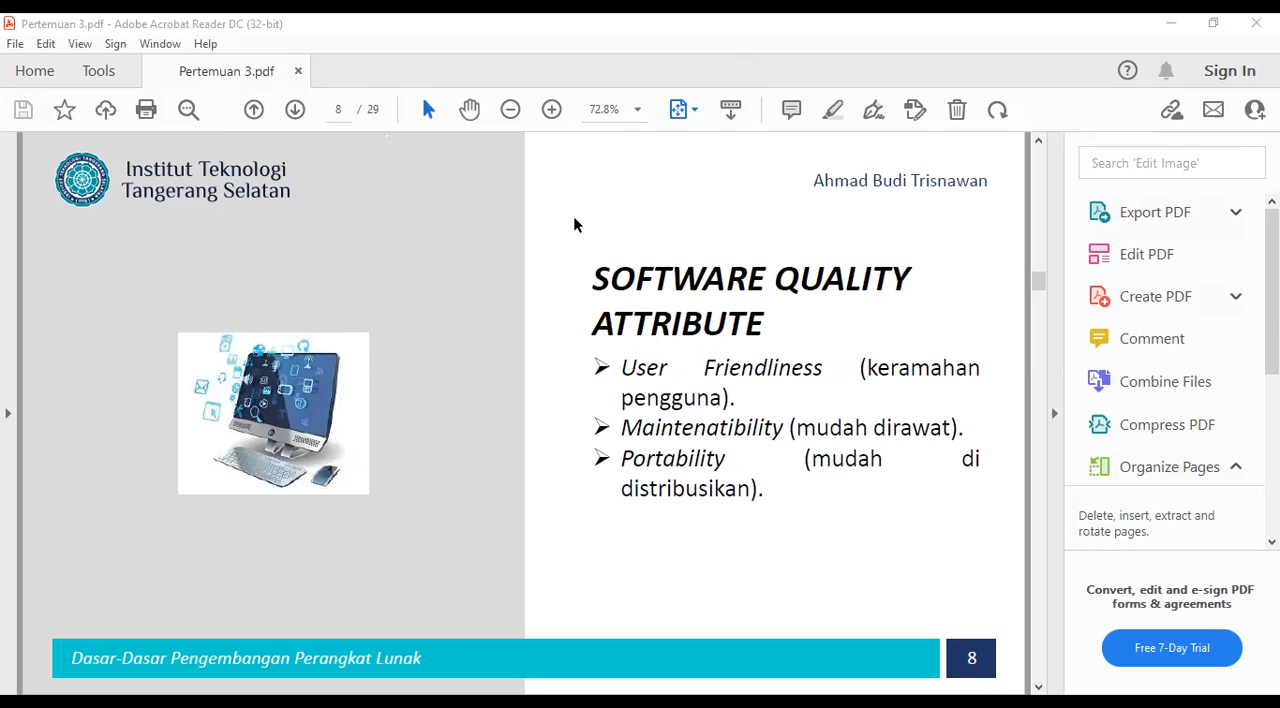 Pertemuan 3.pdf - Adobe Acrobat Reader DC (32-bit)
File Edit View Sign Window Help
Home Tools Pertemuan 3.pdf × Sign In
8 / 29 72.8%
Institut Teknologi
Tangerang Selatan
Ahmad Budi Trisnawan
SOFTWARE QUALITY
ATTRIBUTE
➢ User Friendliness (keramahan
pengguna).
➢ Maintenatibility (mudah dirawat).
➢ Portability (mudah di
distribusikan).
Dasar-Dasar Pengembangan Perangkat Lunak
8
Search 'Edit Image'
Export PDF
Edit PDF
Create PDF
Comment
Combine Files
Compress PDF
Organize Pages
Delete, insert, extract and
rotate pages.
Convert, edit and e-sign PDF
forms & agreements
Free 7-Day Trial